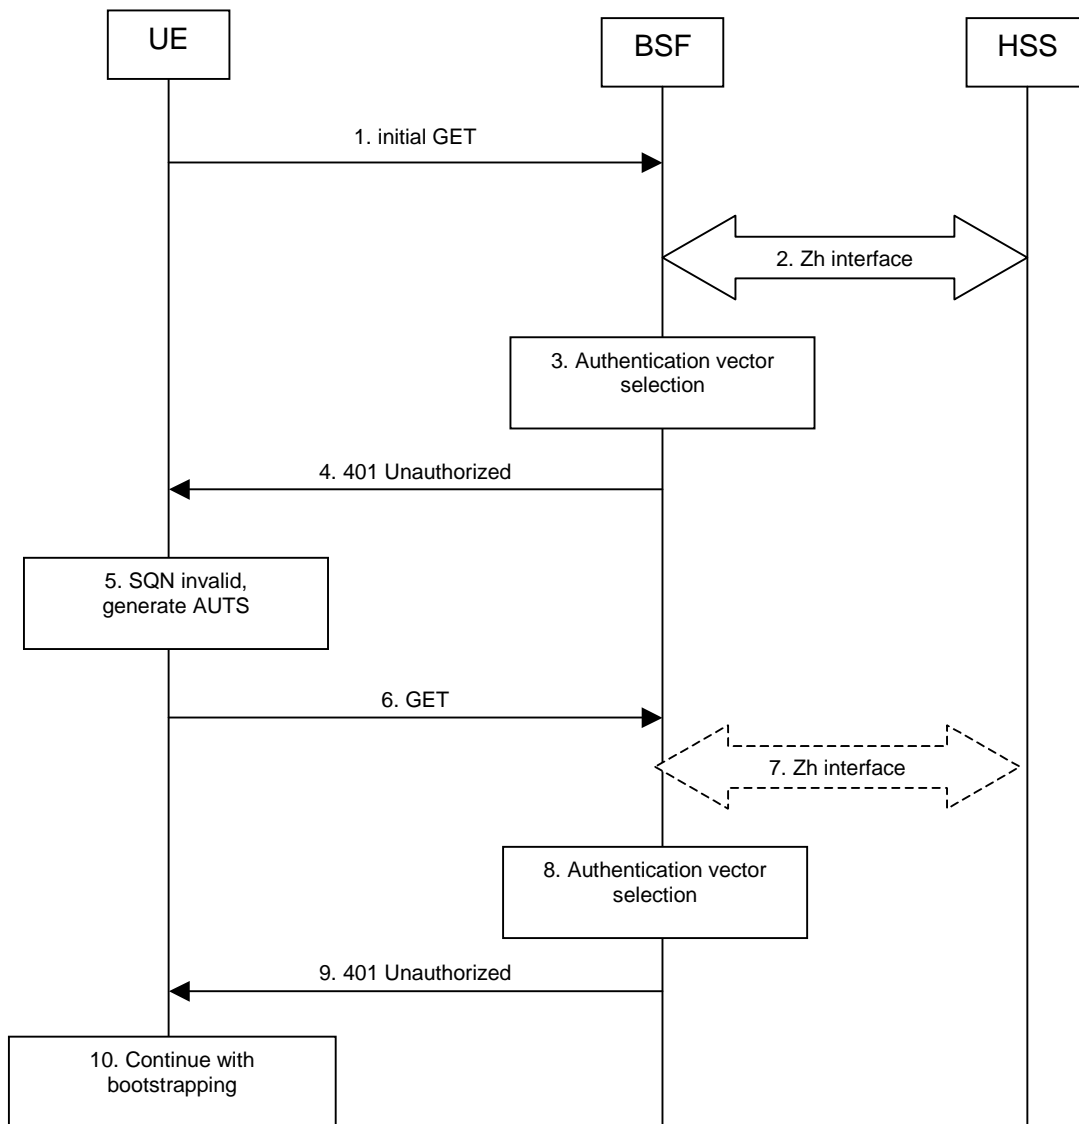 UE
BSF
HSS
1. initial GET
2. Zh interface
3. Authentication vector
selection
4. 401 Unauthorized
5. SQN invalid,
generate AUTS
6. GET
7. Zh interface
8. Authentication vector
selection
9. 401 Unauthorized
10. Continue with
bootstrapping